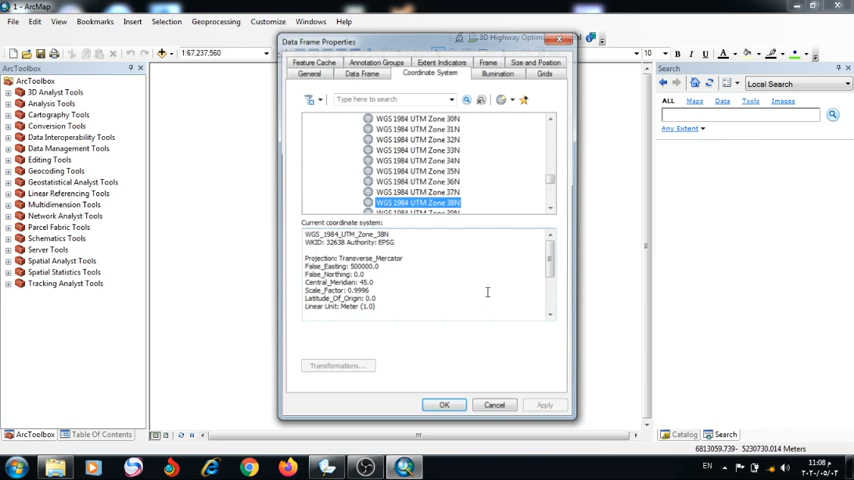 1 - ArcMap
File Edit View Bookmarks Insert Selection Geoprocessing Customize Windows Help
3D Highway Optim
1:67,237,560
10
B I U A
ArcToolbox
ArcToolbox
3D Analyst Tools
Analysis Tools
Cartography Tools
Conversion Tools
Data Interoperability Tools
Data Management Tools
Editing Tools
Geocoding Tools
Geostatistical Analyst Tools
Linear Referencing Tools
Multidimension Tools
Network Analyst Tools
Parcel Fabric Tools
Schematics Tools
Server Tools
Spatial Analyst Tools
Spatial Statistics Tools
Tracking Analyst Tools
ArcToolbox Table Of Contents
Data Frame Properties
Feature Cache Annotation Groups Extent Indicators Frame Size and Position
General Data Frame Coordinate System Illumination Grids
Type here to search
WGS 1984 UTM Zone 30N
WGS 1984 UTM Zone 31N
WGS 1984 UTM Zone 32N
WGS 1984 UTM Zone 33N
WGS 1984 UTM Zone 34N
WGS 1984 UTM Zone 35N
WGS 1984 UTM Zone 36N
WGS 1984 UTM Zone 37N
WGS 1984 UTM Zone 38N
WGS 1984 UTM Zone 39N
Current coordinate system:
WGS_1984_UTM_Zone_38N
WKID: 32638 Authority: EPSG
Projection: Transverse_Mercator
False_Easting: 500000.0
False_Northing: 0.0
Central_Meridian: 45.0
Scale_Factor: 0.9996
Latitude_Of_Origin: 0.0
Linear Unit: Meter (1.0)
Transformations...
OK Cancel Apply
Search
Local Search
ALL Maps Data Tools Images
Any Extent
Catalog Search
6813059.739- 5230730.014 Meters
EN
11:08 م
٢٠٢٠/٠٥/٠٢